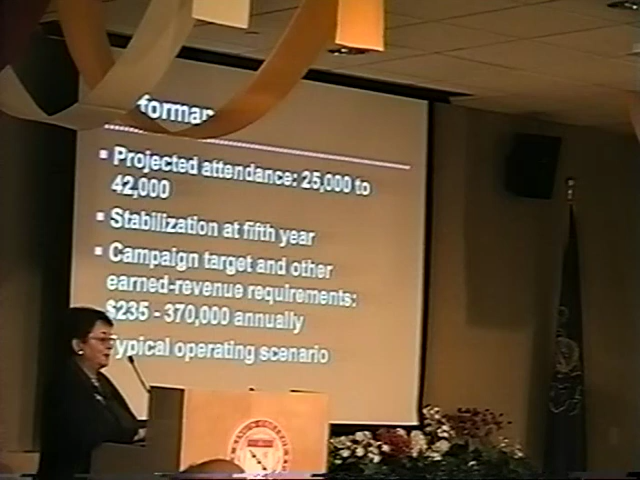 ▪ Projected attendance: 25,000 to
42,000
▪ Stabilization at fifth year
▪ Campaign target and other
earned-revenue requirements:
$235 - 370,000 annually
Typical operating scenario